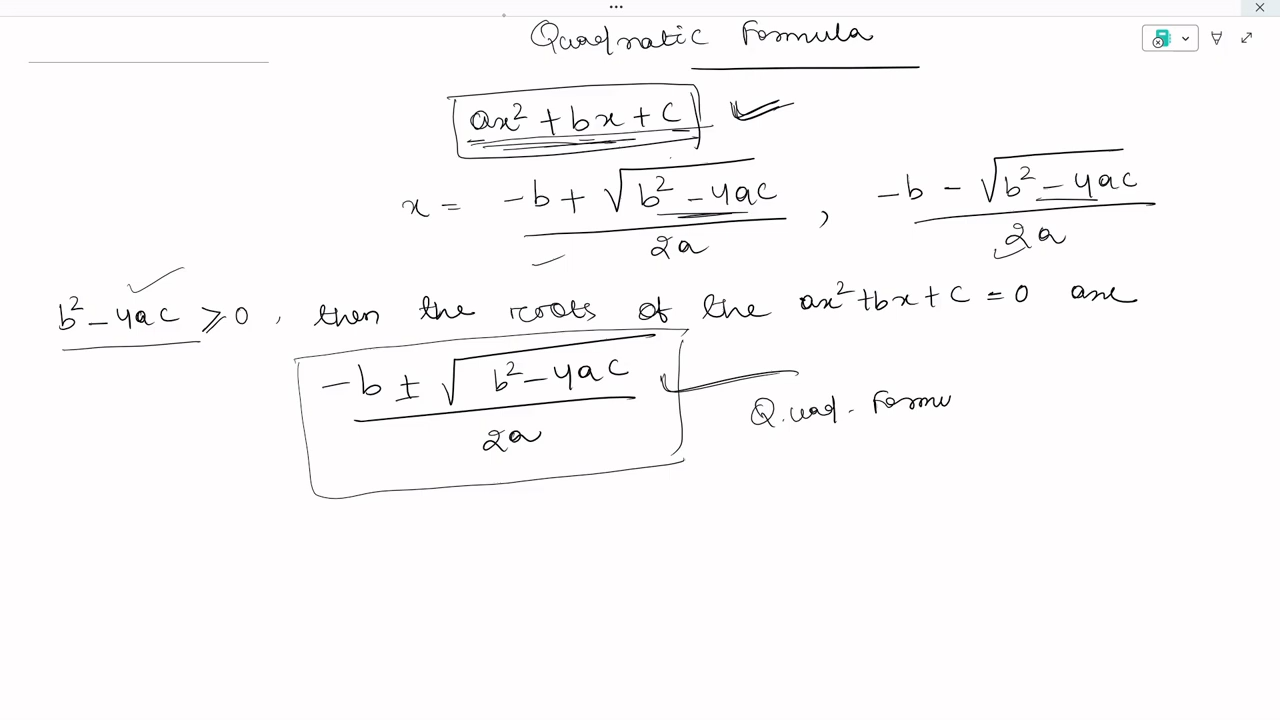 Quadratic Formula
ax² + bx + c
x = (-b + √(b² - 4ac))/2a , (-b - √(b² - 4ac))/2a
b² - 4ac ⩾ 0 , then the roots of the ax² + bx + c = 0 are
(-b ± √(b² - 4ac))/2a
Quad. Formu